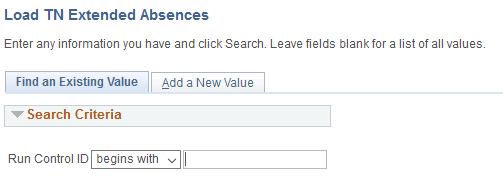 Load TN Extended Absences
Enter any information you have and click Search. Leave fields blank for a list of all values.
Find an Existing Value Add a New Value
Search Criteria
Run Control ID begins with